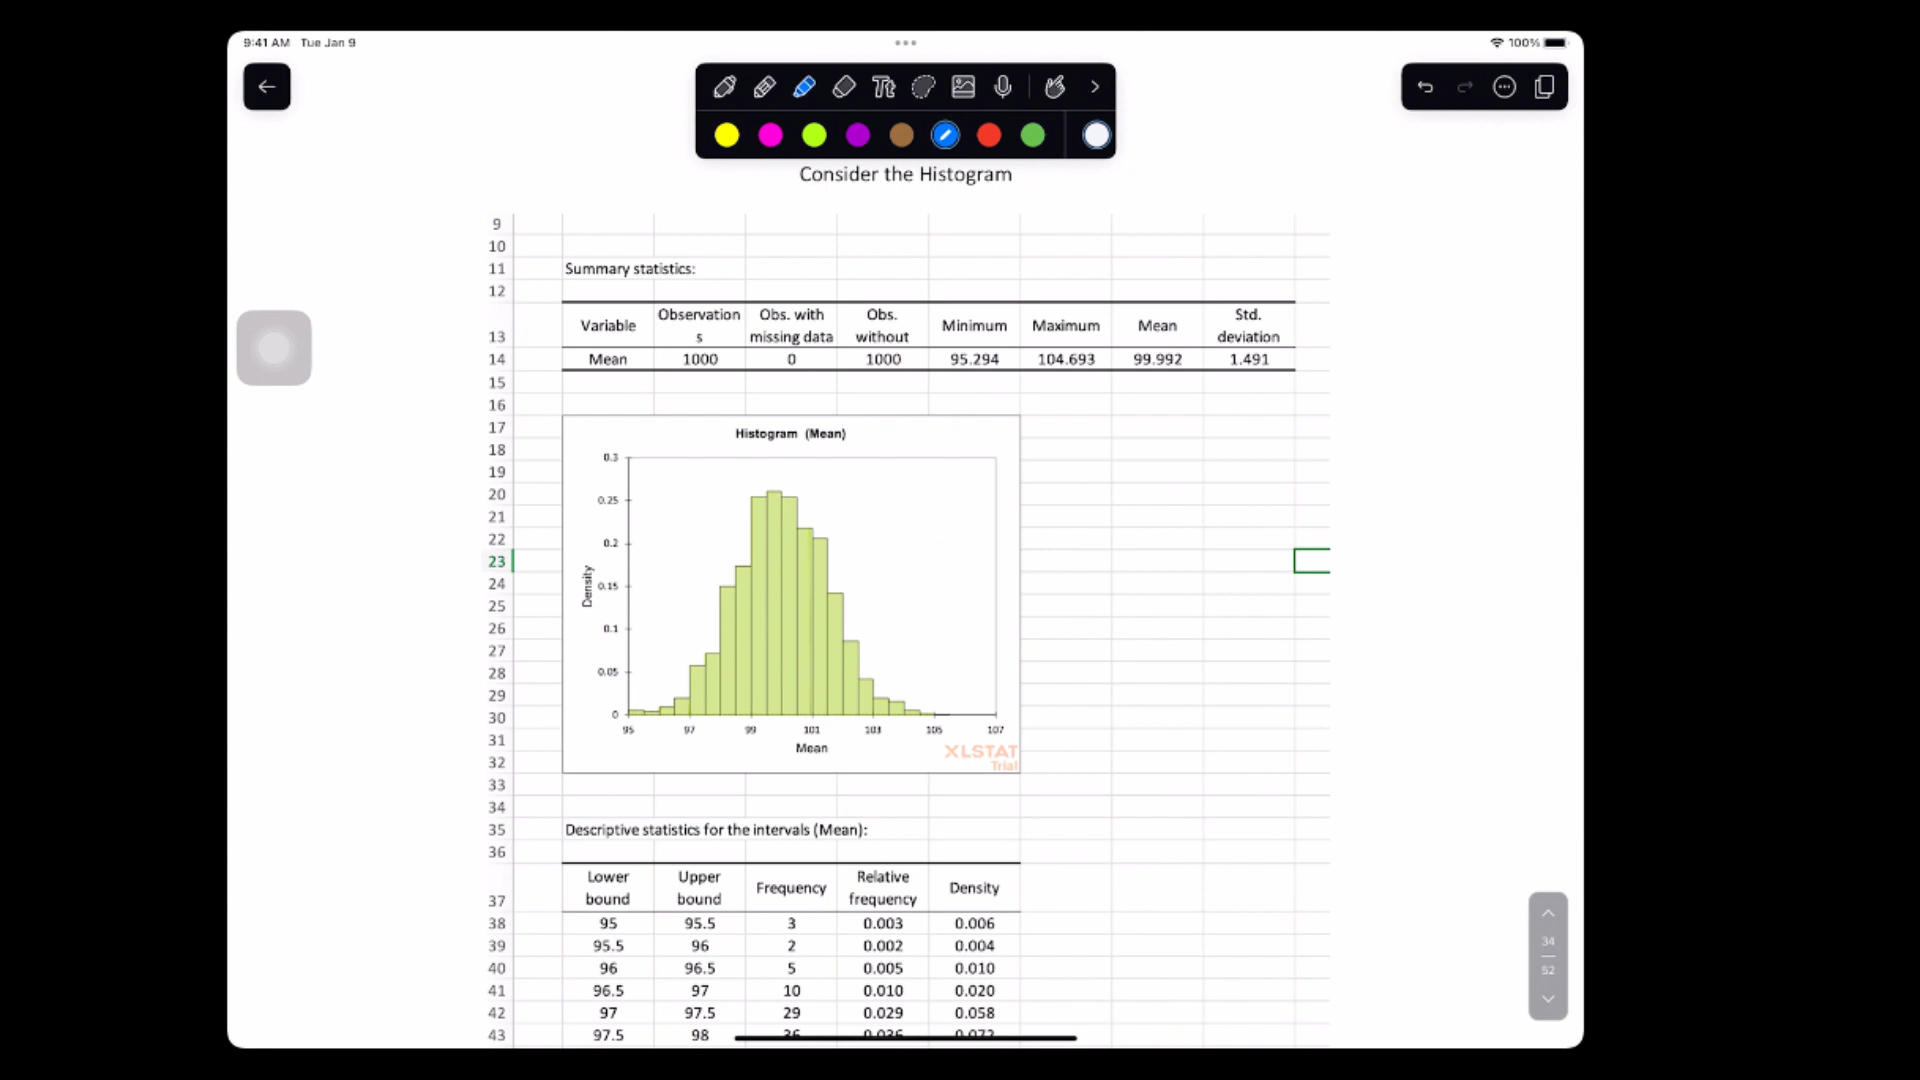 9:41 AM Tue Jan 9
100%
Tt
Consider the Histogram
9
10
11 Summary statistics:
12
13 Variable Observations Obs. with missing data Obs. without Minimum Maximum Mean Std. deviation
14 Mean 1000 0 1000 95.294 104.693 99.992 1.491
15
16
17
18
19
20
21
22
23
24
25
26
27
28
29
30
31
32
33
34
Histogram (Mean)
0.3
0.25
0.2
0.15
0.1
0.05
0
Density
95 97 99 101 103 105 107
Mean
XLSTAT
Trial
35 Descriptive statistics for the intervals (Mean):
36
37 Lower bound Upper bound Frequency Relative frequency Density
38 95 95.5 3 0.003 0.006
39 95.5 96 2 0.002 0.004
40 96 96.5 5 0.005 0.010
41 96.5 97 10 0.010 0.020
42 97 97.5 29 0.029 0.058
43 97.5 98 36 0.036 0.072
34
52